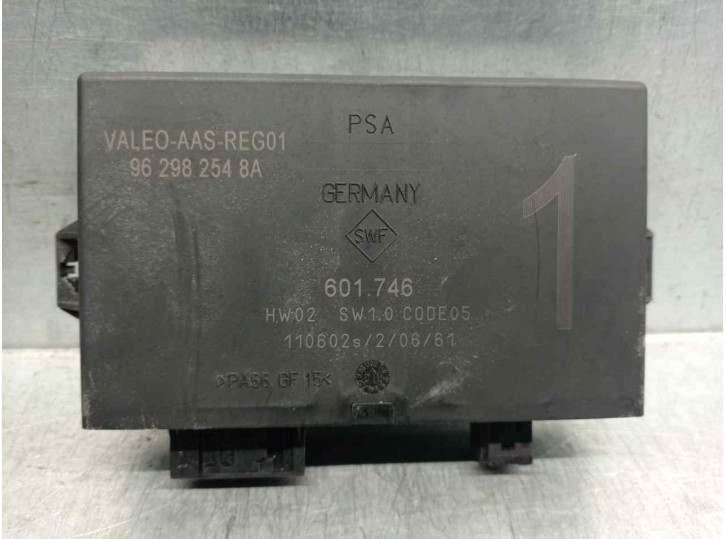 PSA
VALEO-AAS-REG01
96 298 254 8A
GERMANY
SWF
1
601.746
HW02 SW1.0 CODE05
110602s/2/06/61
>PA66 GF 15<